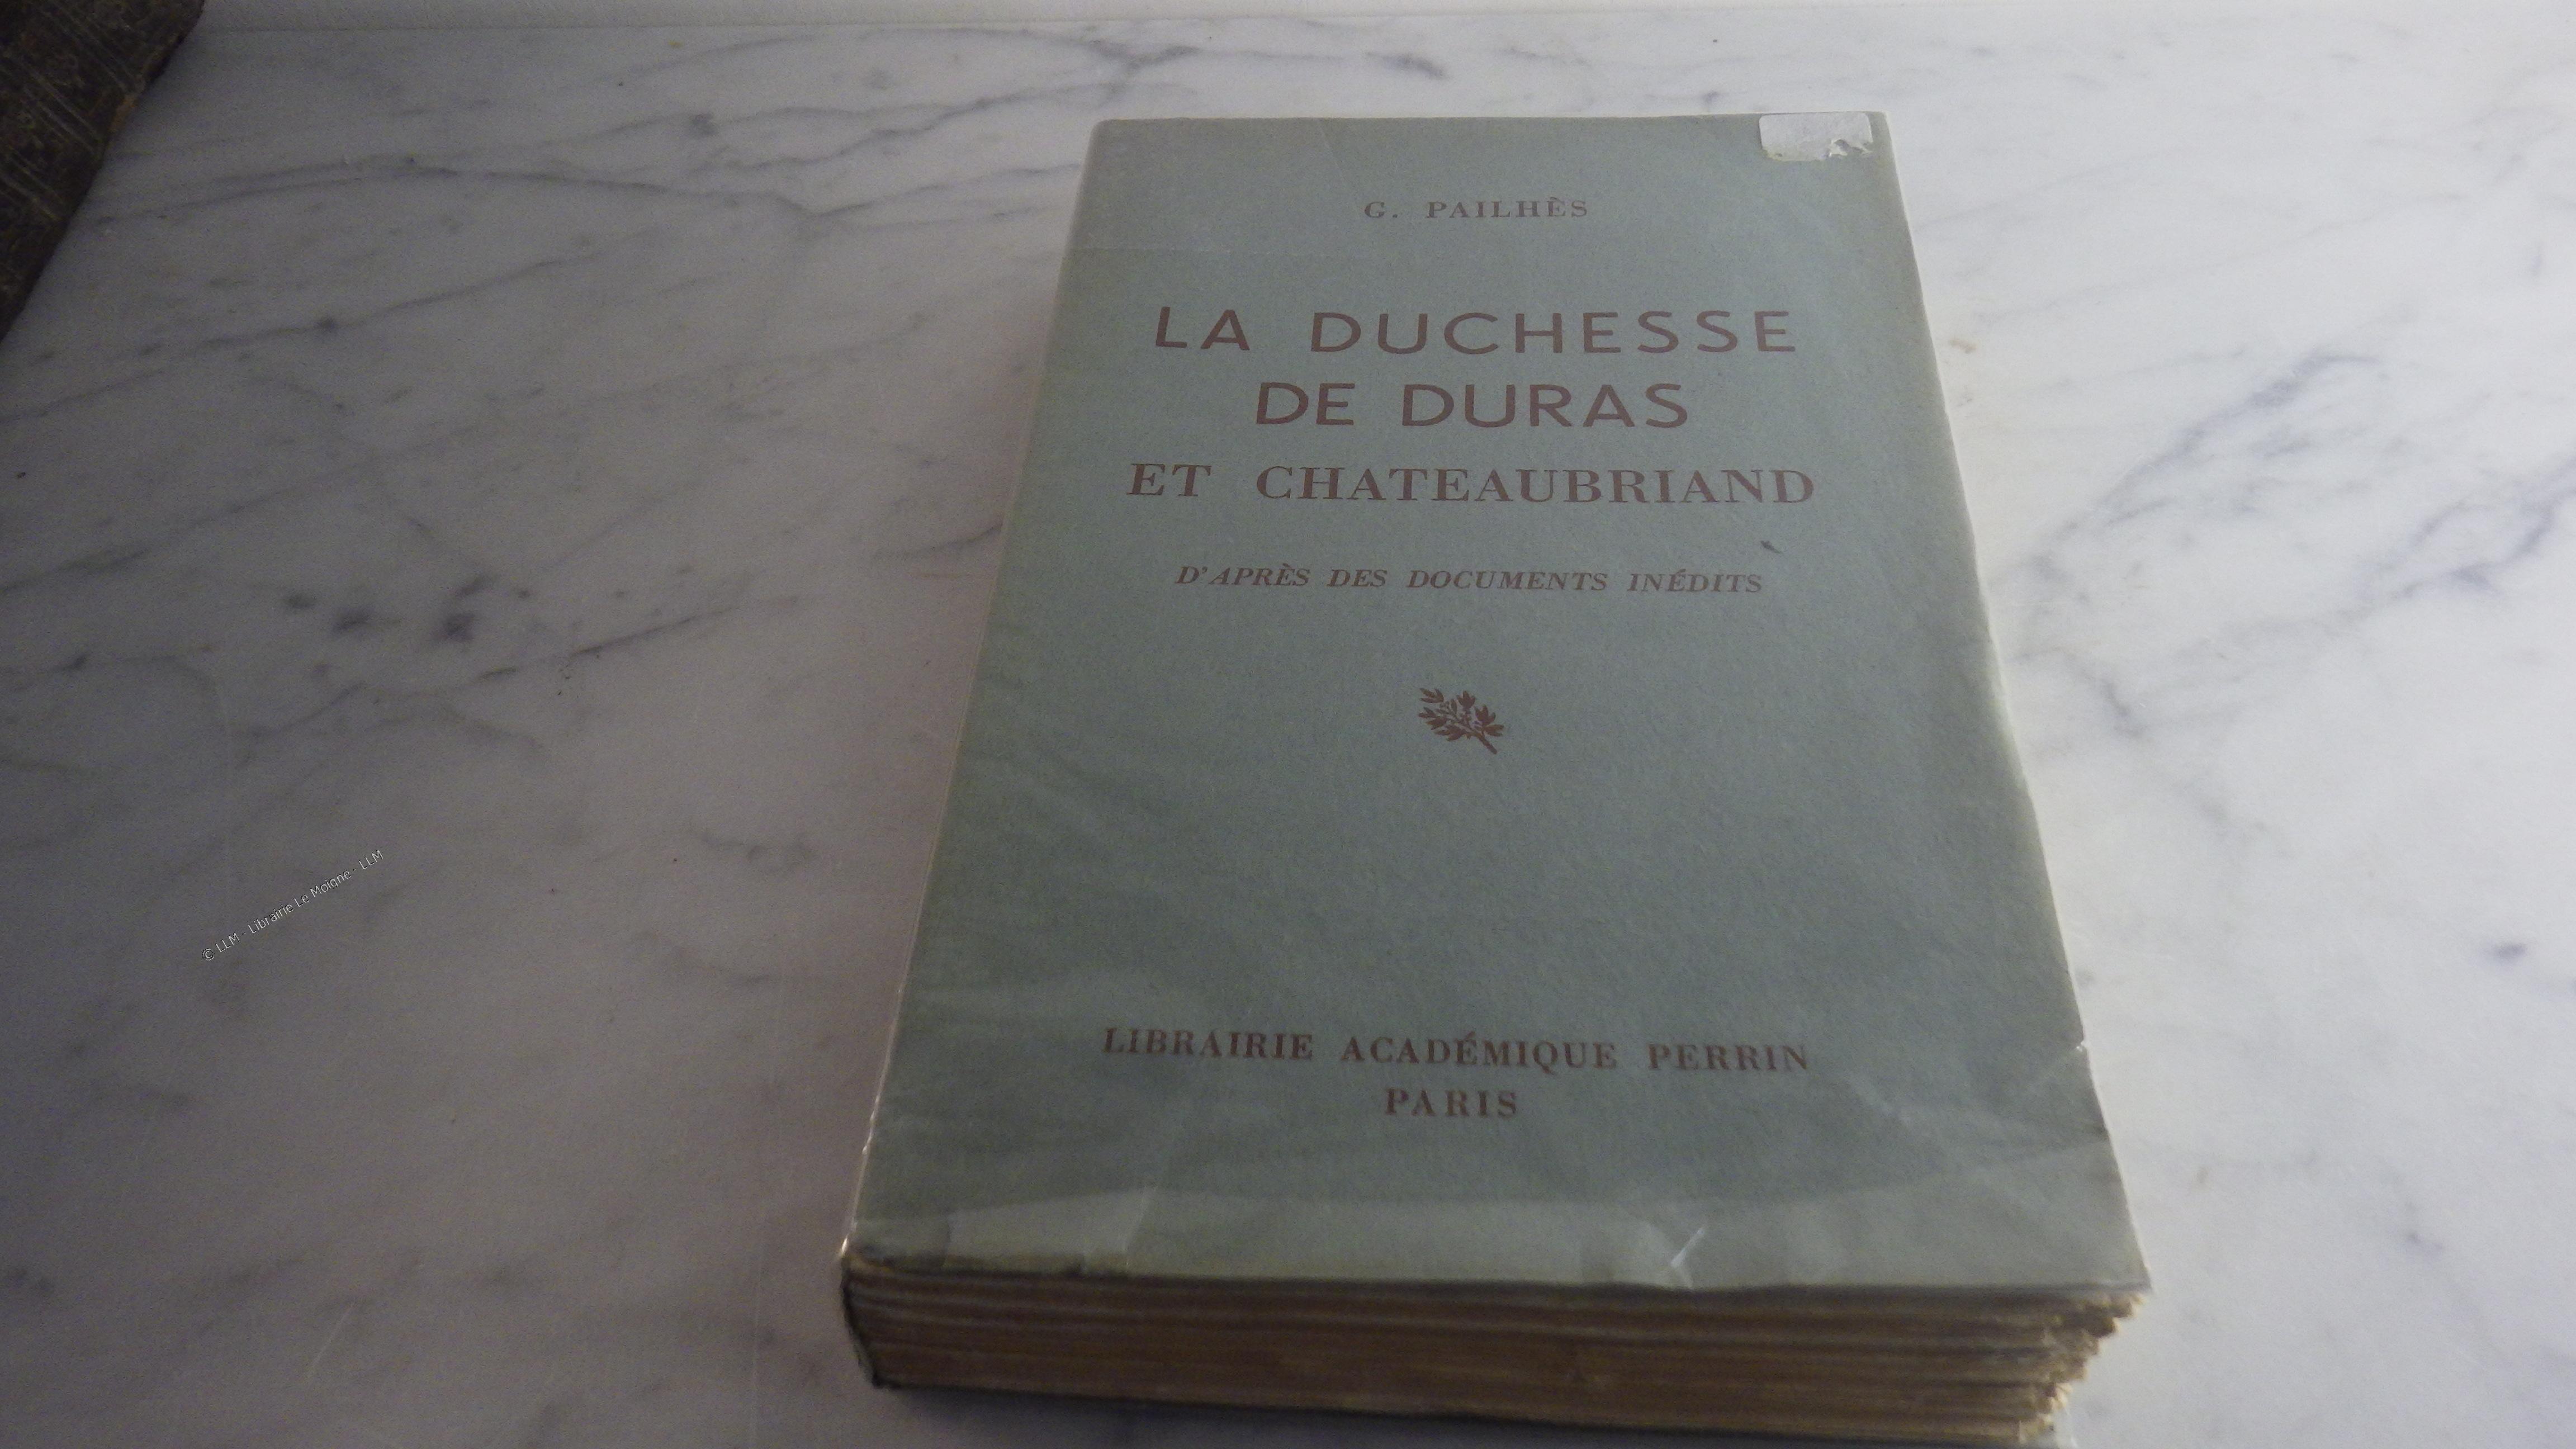 G. PAILHÈS
LA DUCHESSE
DE DURAS
ET CHATEAUBRIAND
D'APRÈS DES DOCUMENTS INÉDITS
LIBRAIRIE ACADÉMIQUE PERRIN
PARIS
© LLM - Librairie Le Moigne - LLM